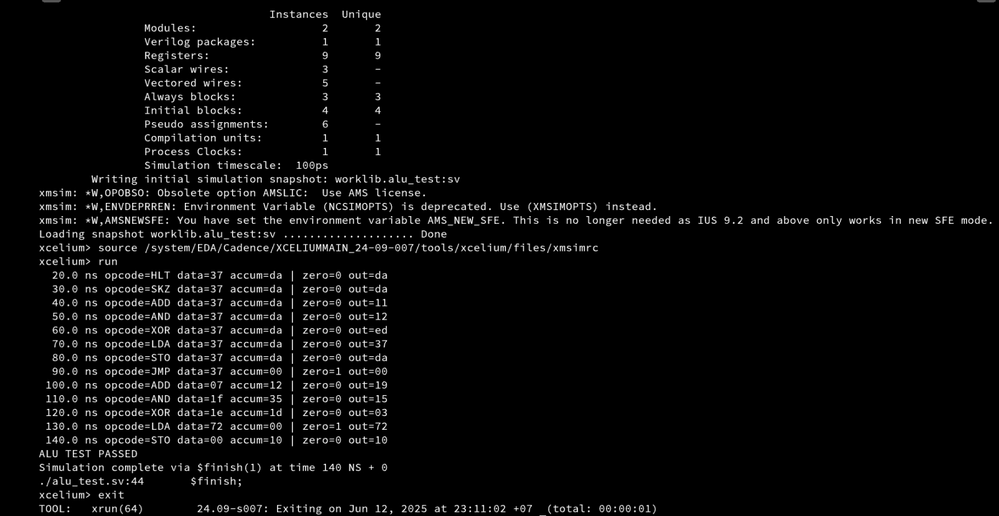 Instances  Unique
Modules:                   2       2
Verilog packages:          1       1
Registers:                 9       9
Scalar wires:              3       -
Vectored wires:            5       -
Always blocks:             3       3
Initial blocks:            4       4
Pseudo assignments:        6       -
Compilation units:         1       1
Process Clocks:            1       1
Simulation timescale:  100ps
Writing initial simulation snapshot: worklib.alu_test:sv
xmsim: *W,OPOBSO: Obsolete option AMSLIC:  Use AMS license.
xmsim: *W,ENVDEPRREN: Environment Variable (NCSIMOPTS) is deprecated. Use (XMSIMOPTS) instead.
xmsim: *W,AMSNEWSFE: You have set the environment variable AMS_NEW_SFE. This is no longer needed as IUS 9.2 and above only works in new SFE mode.
Loading snapshot worklib.alu_test:sv .................... Done
xcelium> source /system/EDA/Cadence/XCELIUMMAIN_24-09-007/tools/xcelium/files/xmsimrc
xcelium> run
20.0 ns opcode=HLT data=37 accum=da | zero=0 out=da
30.0 ns opcode=SKZ data=37 accum=da | zero=0 out=da
40.0 ns opcode=ADD data=37 accum=da | zero=0 out=11
50.0 ns opcode=AND data=37 accum=da | zero=0 out=12
60.0 ns opcode=XOR data=37 accum=da | zero=0 out=ed
70.0 ns opcode=LDA data=37 accum=da | zero=0 out=37
80.0 ns opcode=STO data=37 accum=da | zero=0 out=da
90.0 ns opcode=JMP data=37 accum=00 | zero=1 out=00
100.0 ns opcode=ADD data=07 accum=12 | zero=0 out=19
110.0 ns opcode=AND data=1f accum=35 | zero=0 out=15
120.0 ns opcode=XOR data=1e accum=1d | zero=0 out=03
130.0 ns opcode=LDA data=72 accum=00 | zero=1 out=72
140.0 ns opcode=STO data=00 accum=10 | zero=0 out=10
ALU TEST PASSED
Simulation complete via $finish(1) at time 140 NS + 0
./alu_test.sv:44       $finish;
xcelium> exit
TOOL:   xrun(64)        24.09-s007: Exiting on Jun 12, 2025 at 23:11:02 +07  (total: 00:00:01)